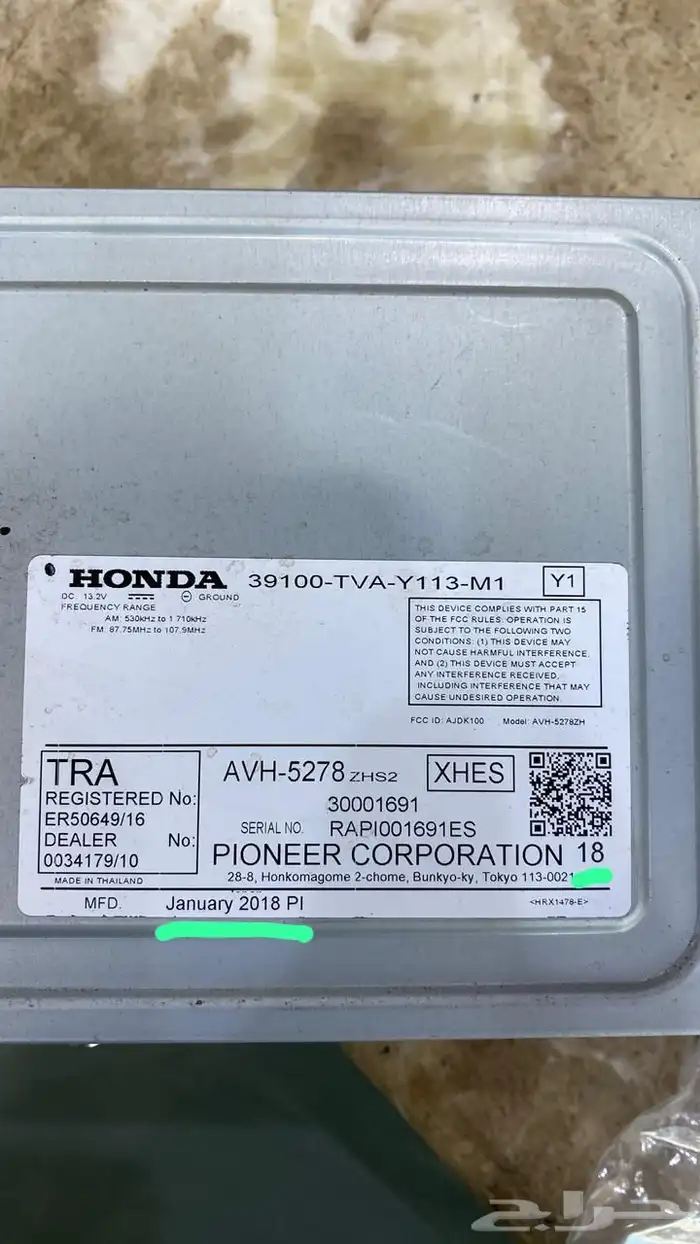 HONDA 39100-TVA-Y113-M1 Y1
DC 13.2V GROUND
FREQUENCY RANGE
AM: 530kHz to 1 710kHz
FM: 87.75MHz to 107.9MHz
THIS DEVICE COMPLIES WITH PART 15
OF THE FCC RULES. OPERATION IS
SUBJECT TO THE FOLLOWING TWO
CONDITIONS: (1) THIS DEVICE MAY
NOT CAUSE HARMFUL INTERFERENCE,
AND (2) THIS DEVICE MUST ACCEPT
ANY INTERFERENCE RECEIVED,
INCLUDING INTERFERENCE THAT MAY
CAUSE UNDESIRED OPERATION.
FCC ID: AJDK100 Model: AVH-5278ZH
TRA
REGISTERED No:
ER50649/16
DEALER No:
0034179/10
AVH-5278 ZHS2 XHES
30001691
SERIAL NO. RAPI001691ES
PIONEER CORPORATION 18
28-8, Honkomagome 2-chome, Bunkyo-ky, Tokyo 113-0021
MADE IN THAILAND
MFD. January 2018 PI <HRX1478-E>
حراج